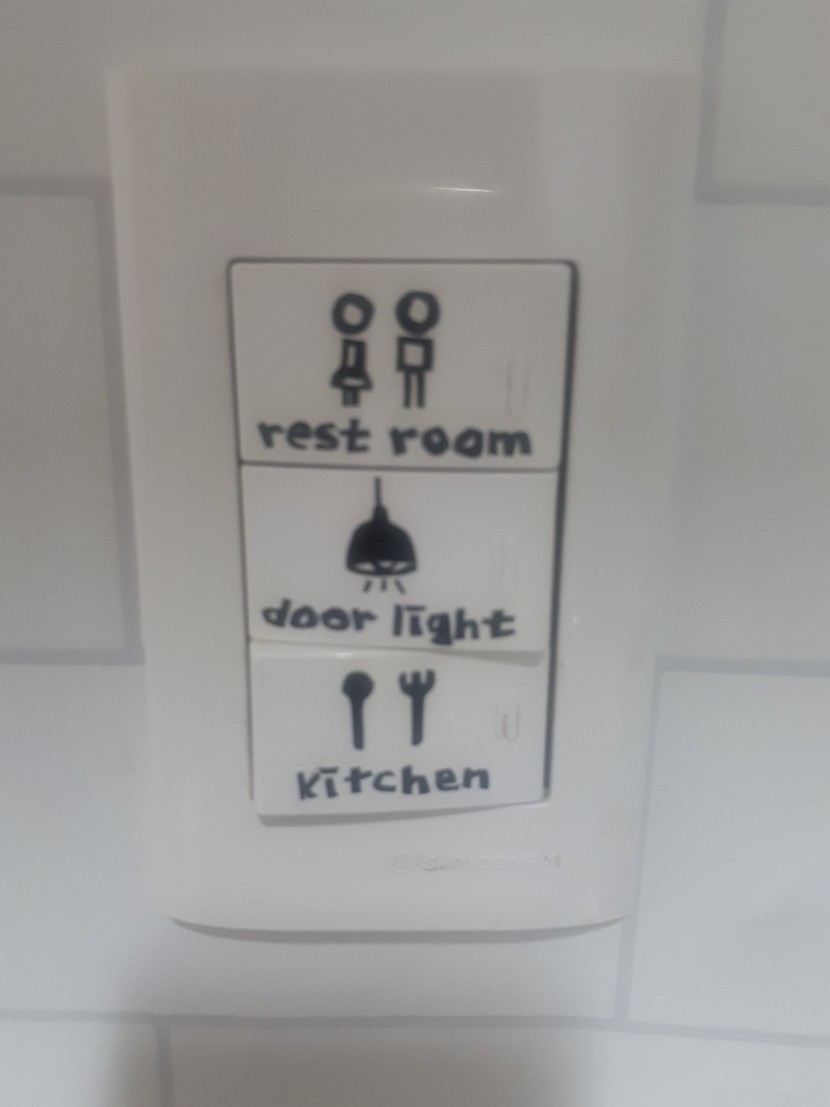 rest room
door light
kitchen